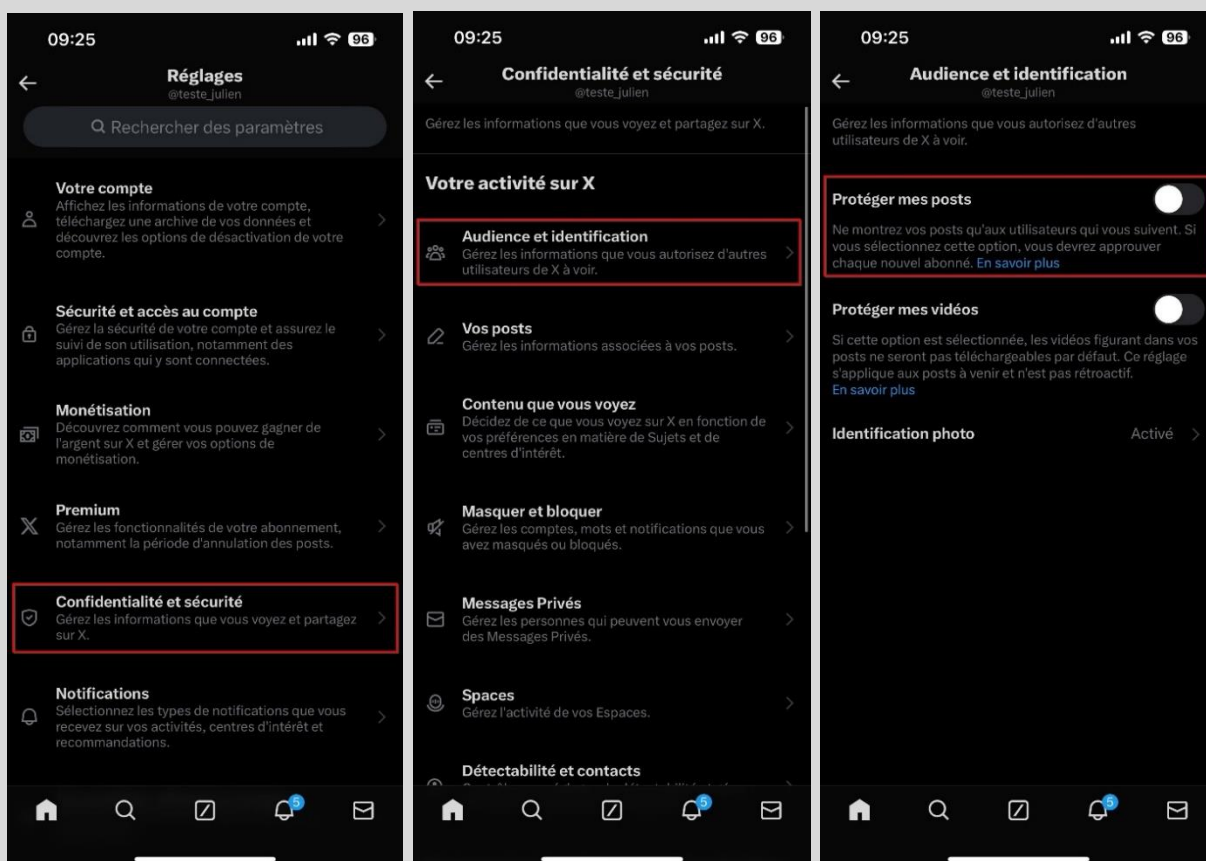 09:25
96
Réglages
@teste_julien
Rechercher des paramètres
Votre compte
Affichez les informations de votre compte,
téléchargez une archive de vos données et
découvrez les options de désactivation de votre
compte.
Sécurité et accès au compte
Gérez la sécurité de votre compte et assurez le
suivi de son utilisation, notamment des
applications qui y sont connectées.
Monétisation
Découvrez comment vous pouvez gagner de
l'argent sur X et gérer vos options de
monétisation.
Premium
Gérez les fonctionnalités de votre abonnement,
notamment la période d'annulation des posts.
Confidentialité et sécurité
Gérez les informations que vous voyez et partagez
sur X.
Notifications
Sélectionnez les types de notifications que vous
recevez sur vos activités, centres d'intérêt et
recommandations.
5
09:25
96
Confidentialité et sécurité
@teste_julien
Gérez les informations que vous voyez et partagez sur X.
Votre activité sur X
Audience et identification
Gérez les informations que vous autorisez d'autres
utilisateurs de X à voir.
Vos posts
Gérez les informations associées à vos posts.
Contenu que vous voyez
Décidez de ce que vous voyez sur X en fonction de
vos préférences en matière de Sujets et de
centres d'intérêt.
Masquer et bloquer
Gérez les comptes, mots et notifications que vous
avez masqués ou bloqués.
Messages Privés
Gérez les personnes qui peuvent vous envoyer
des Messages Privés.
Spaces
Gérez l'activité de vos Espaces.
Détectabilité et contacts
5
09:25
96
Audience et identification
@teste_julien
Gérez les informations que vous autorisez d'autres
utilisateurs de X à voir.
Protéger mes posts
Ne montrez vos posts qu'aux utilisateurs qui vous suivent. Si
vous sélectionnez cette option, vous devrez approuver
chaque nouvel abonné. En savoir plus
Protéger mes vidéos
Si cette option est sélectionnée, les vidéos figurant dans vos
posts ne seront pas téléchargeables par défaut. Ce réglage
s'applique aux posts à venir et n'est pas rétroactif.
En savoir plus
Identification photo Activé
5